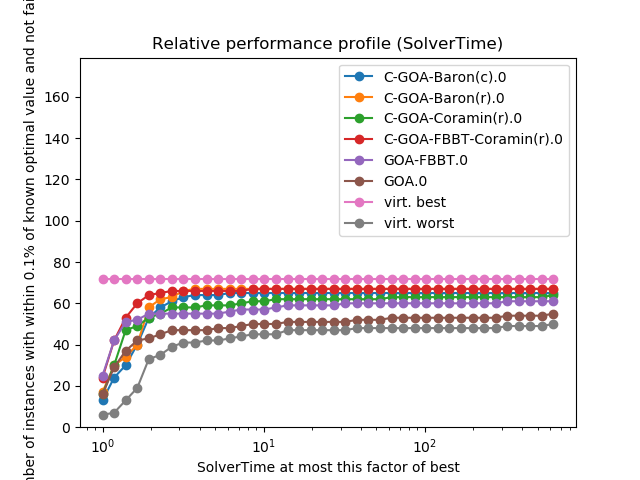 Relative performance profile (SolverTime)
of instances with within 0.1% of known optimal value and not
160
140
120
100
80
60
40
20
0
C-GOA-Baron(c).0
C-GOA-Baron(r).0
C-GOA-Coramin(r).0
C-GOA-FBBT-Coramin(r).0
GOA-FBBT.0
GOA.0
virt. best
virt. worst
10⁰ 10¹ 10²
SolverTime at most this factor of best